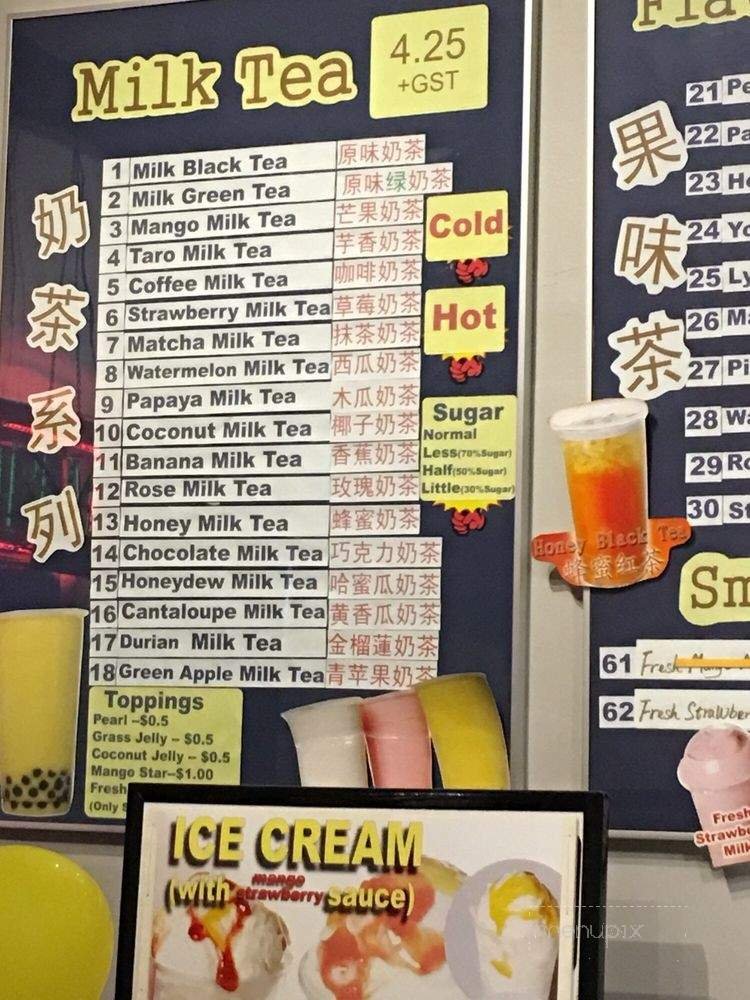 Milk Tea
4.25
+GST
奶茶系列
1 Milk Black Tea 原味奶茶
2 Milk Green Tea 原味绿奶茶
3 Mango Milk Tea 芒果奶茶
4 Taro Milk Tea 芋香奶茶
5 Coffee Milk Tea 咖啡奶茶
6 Strawberry Milk Tea 草莓奶茶
7 Matcha Milk Tea 抹茶奶茶
8 Watermelon Milk Tea 西瓜奶茶
9 Papaya Milk Tea 木瓜奶茶
10 Coconut Milk Tea 椰子奶茶
11 Banana Milk Tea 香蕉奶茶
12 Rose Milk Tea 玫瑰奶茶
13 Honey Milk Tea 蜂蜜奶茶
14 Chocolate Milk Tea 巧克力奶茶
15 Honeydew Milk Tea 哈蜜瓜奶茶
16 Cantaloupe Milk Tea 黄香瓜奶茶
17 Durian Milk Tea 金榴蓮奶茶
18 Green Apple Milk Tea 青苹果奶茶
Cold
Hot
Sugar
Normal
Less(70%Sugar)
Half(50%Sugar)
Little(30%Sugar)
Toppings
Pearl –$0.5
Grass Jelly – $0.5
Coconut Jelly – $0.5
Mango Star–$1.00
Fresh
(Only
果味茶
21
22
23
24
25
26
27
28
29
30
Honey Black Tea
蜂蜜红茶
61 Fresh
62 Fresh
Fresh
Milk
ICE CREAM
mango
(with strawberry sauce)
menupix